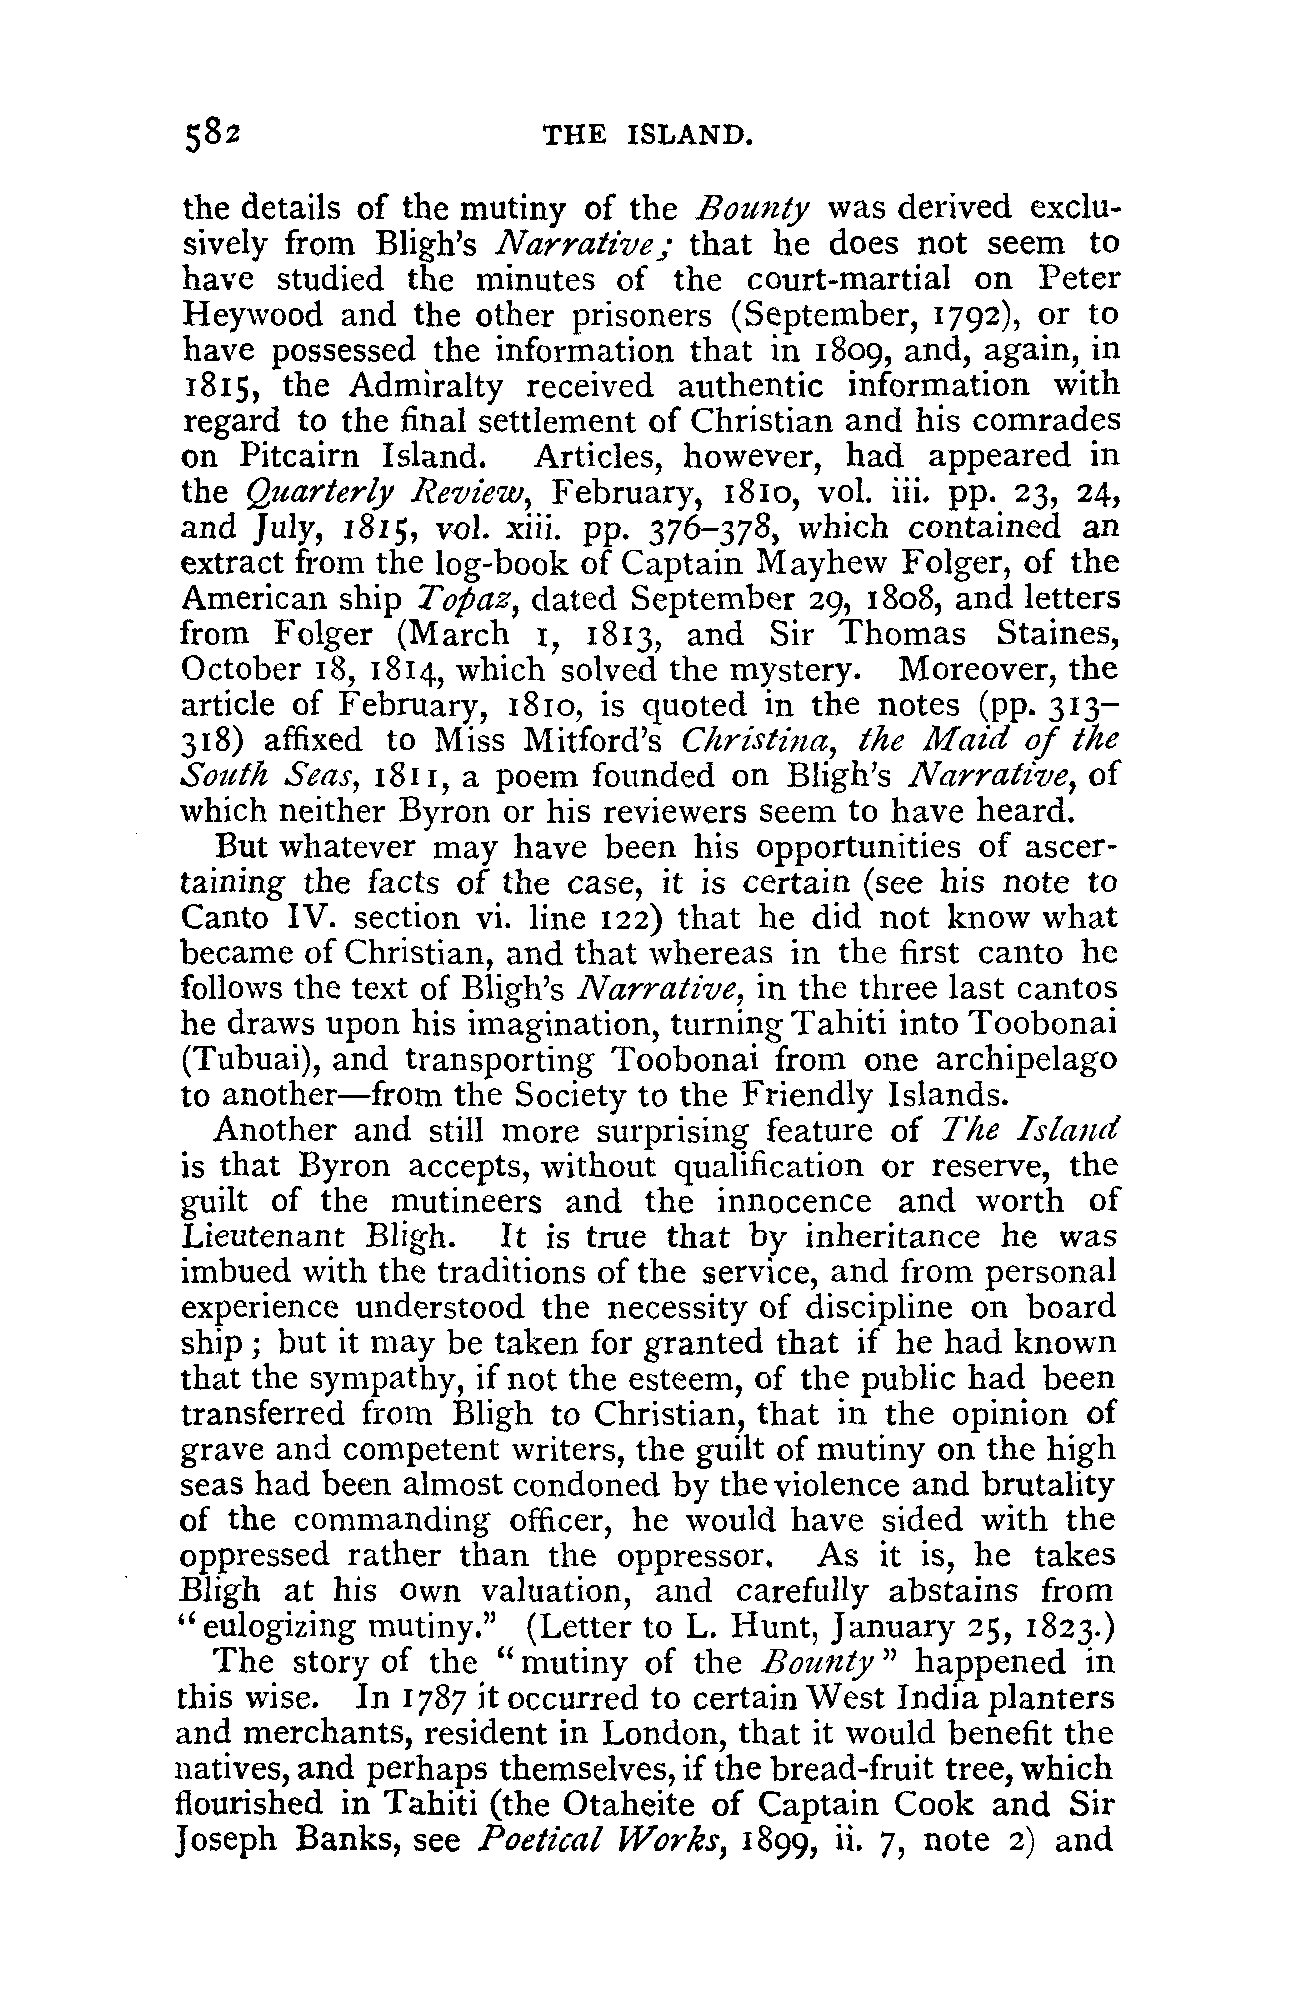 582 THE ISLAND.
the details of the mutiny of the Bounty was derived exclu-
sively from Bligh's Narrative; that he does not seem to
have studied the minutes of the court-martial on Peter
Heywood and the other prisoners (September, 1792), or to
have possessed the information that in 1809, and, again, in
1815, the Admiralty received authentic information with
regard to the final settlement of Christian and his comrades
on Pitcairn Island. Articles, however, had appeared in
the Quarterly Review, February, 1810, vol. iii. pp. 23, 24,
and July, 1815, vol. xiii. pp. 376–378, which contained an
extract from the log-book of Captain Mayhew Folger, of the
American ship Topaz, dated September 29, 1808, and letters
from Folger (March 1, 1813, and Sir Thomas Staines,
October 18, 1814, which solved the mystery. Moreover, the
article of February, 1810, is quoted in the notes (pp. 313–
318) affixed to Miss Mitford's Christina, the Maid of the
South Seas, 1811, a poem founded on Bligh's Narrative, of
which neither Byron or his reviewers seem to have heard.
But whatever may have been his opportunities of ascer-
taining the facts of the case, it is certain (see his note to
Canto IV. section vi. line 122) that he did not know what
became of Christian, and that whereas in the first canto he
follows the text of Bligh's Narrative, in the three last cantos
he draws upon his imagination, turning Tahiti into Toobonai
(Tubuai), and transporting Toobonai from one archipelago
to another—from the Society to the Friendly Islands.
Another and still more surprising feature of The Island
is that Byron accepts, without qualification or reserve, the
guilt of the mutineers and the innocence and worth of
Lieutenant Bligh. It is true that by inheritance he was
imbued with the traditions of the service, and from personal
experience understood the necessity of discipline on board
ship; but it may be taken for granted that if he had known
that the sympathy, if not the esteem, of the public had been
transferred from Bligh to Christian, that in the opinion of
grave and competent writers, the guilt of mutiny on the high
seas had been almost condoned by the violence and brutality
of the commanding officer, he would have sided with the
oppressed rather than the oppressor. As it is, he takes
Bligh at his own valuation, and carefully abstains from
"eulogizing mutiny." (Letter to L. Hunt, January 25, 1823.)
The story of the "mutiny of the Bounty" happened in
this wise. In 1787 it occurred to certain West India planters
and merchants, resident in London, that it would benefit the
natives, and perhaps themselves, if the bread-fruit tree, which
flourished in Tahiti (the Otaheite of Captain Cook and Sir
Joseph Banks, see Poetical Works, 1899, ii. 7, note 2) and